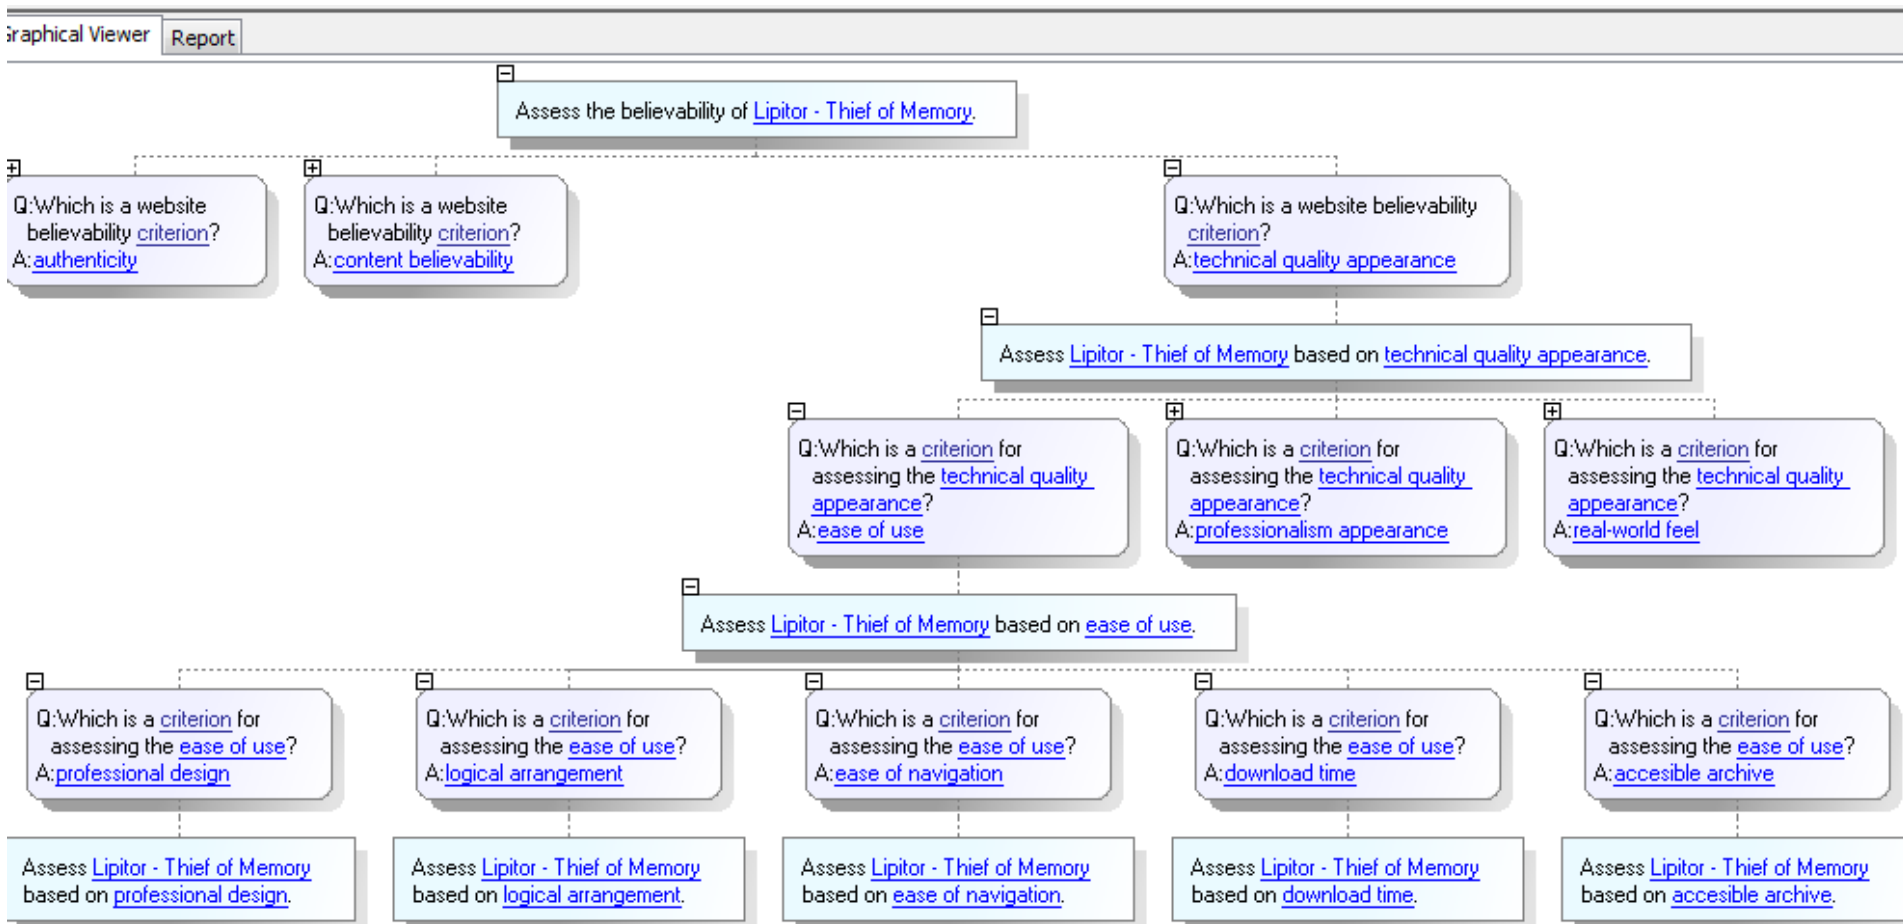 Graphical Viewer
Report
Assess the believability of Lipitor - Thief of Memory.
Q:Which is a website
believability criterion?
A:authenticity
Q:Which is a website
believability criterion?
A:content believability
Q:Which is a website believability
criterion?
A:technical quality appearance
Assess Lipitor - Thief of Memory based on technical quality appearance.
Q:Which is a criterion for
assessing the technical quality
appearance?
A:ease of use
Q:Which is a criterion for
assessing the technical quality
appearance?
A:professionalism appearance
Q:Which is a criterion for
assessing the technical quality
appearance?
A:real-world feel
Assess Lipitor - Thief of Memory based on ease of use.
Q:Which is a criterion for
assessing the ease of use?
A:professional design
Q:Which is a criterion for
assessing the ease of use?
A:logical arrangement
Q:Which is a criterion for
assessing the ease of use?
A:ease of navigation
Q:Which is a criterion for
assessing the ease of use?
A:download time
Q:Which is a criterion for
assessing the ease of use?
A:accesible archive
Assess Lipitor - Thief of Memory
based on professional design.
Assess Lipitor - Thief of Memory
based on logical arrangement.
Assess Lipitor - Thief of Memory
based on ease of navigation.
Assess Lipitor - Thief of Memory
based on download time.
Assess Lipitor - Thief of Memory
based on accesible archive.